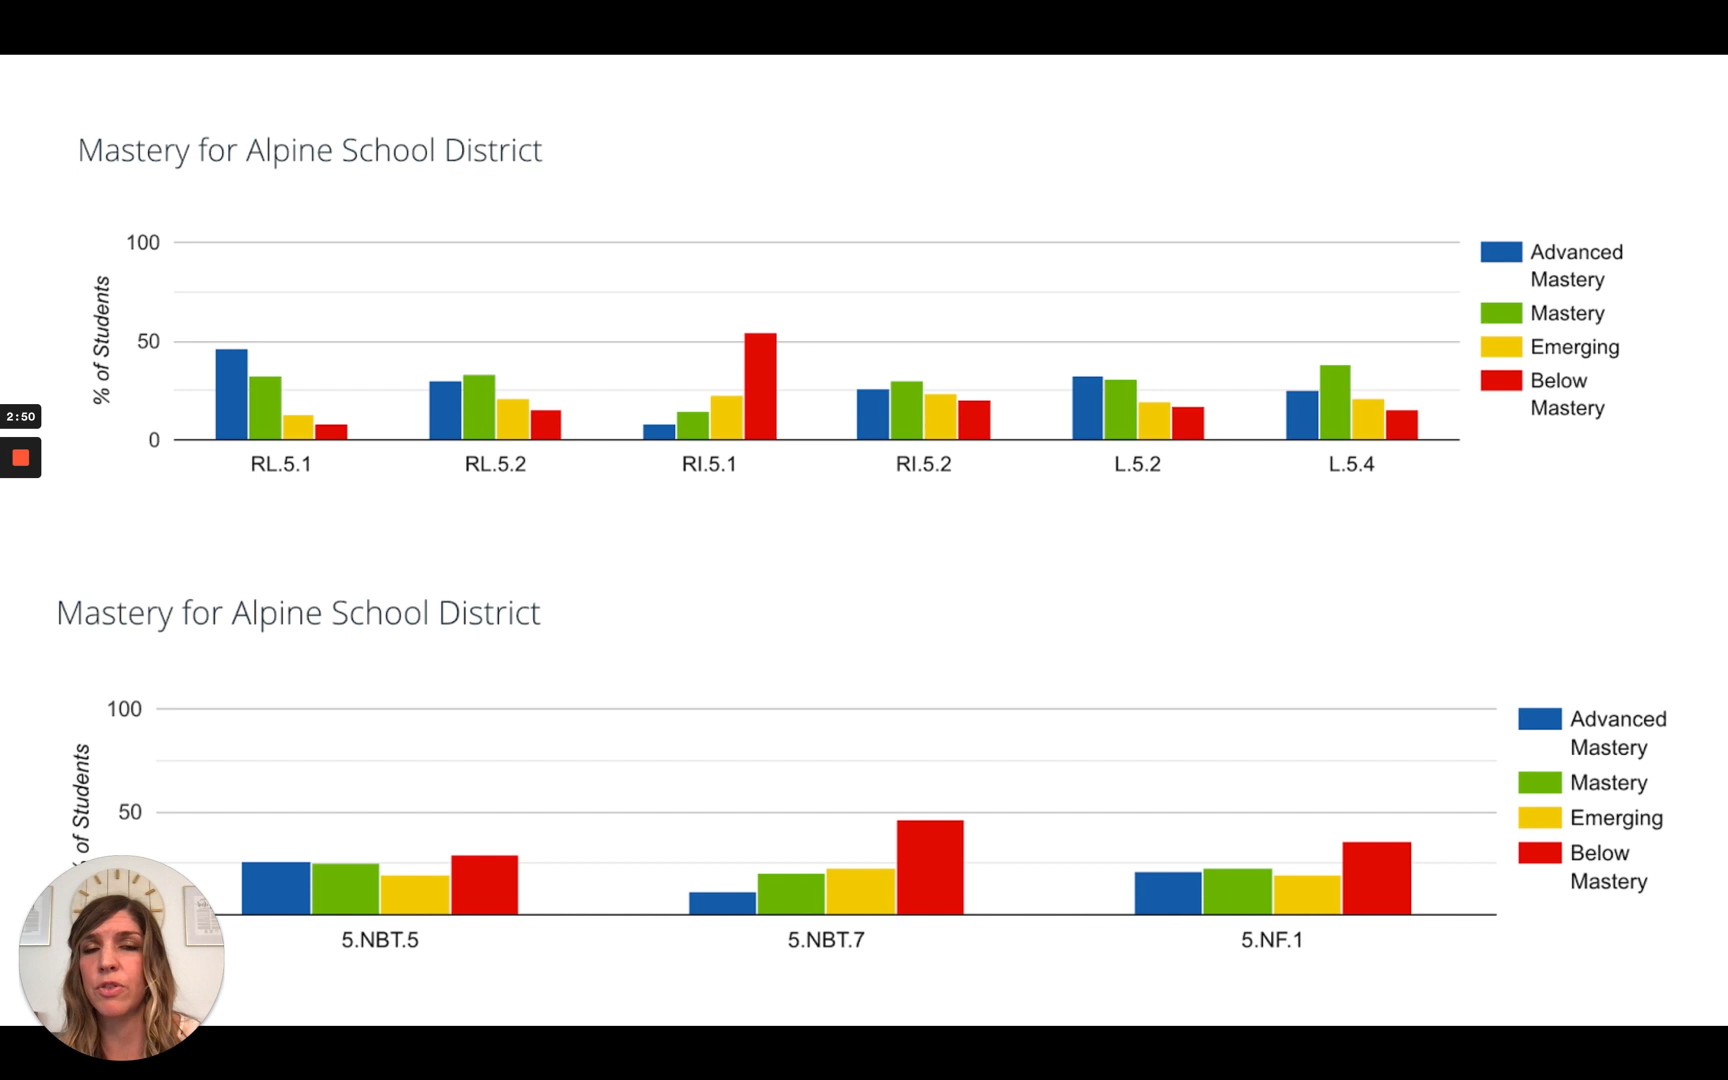 Mastery for Alpine School District
100
50
0
% of Students
RL.5.1
RL.5.2
RI.5.1
RI.5.2
L.5.2
L.5.4
Advanced
Mastery
Mastery
Emerging
Below
Mastery
2:50
Mastery for Alpine School District
100
50
of Students
5.NBT.5
5.NBT.7
5.NF.1
Advanced
Mastery
Mastery
Emerging
Below
Mastery